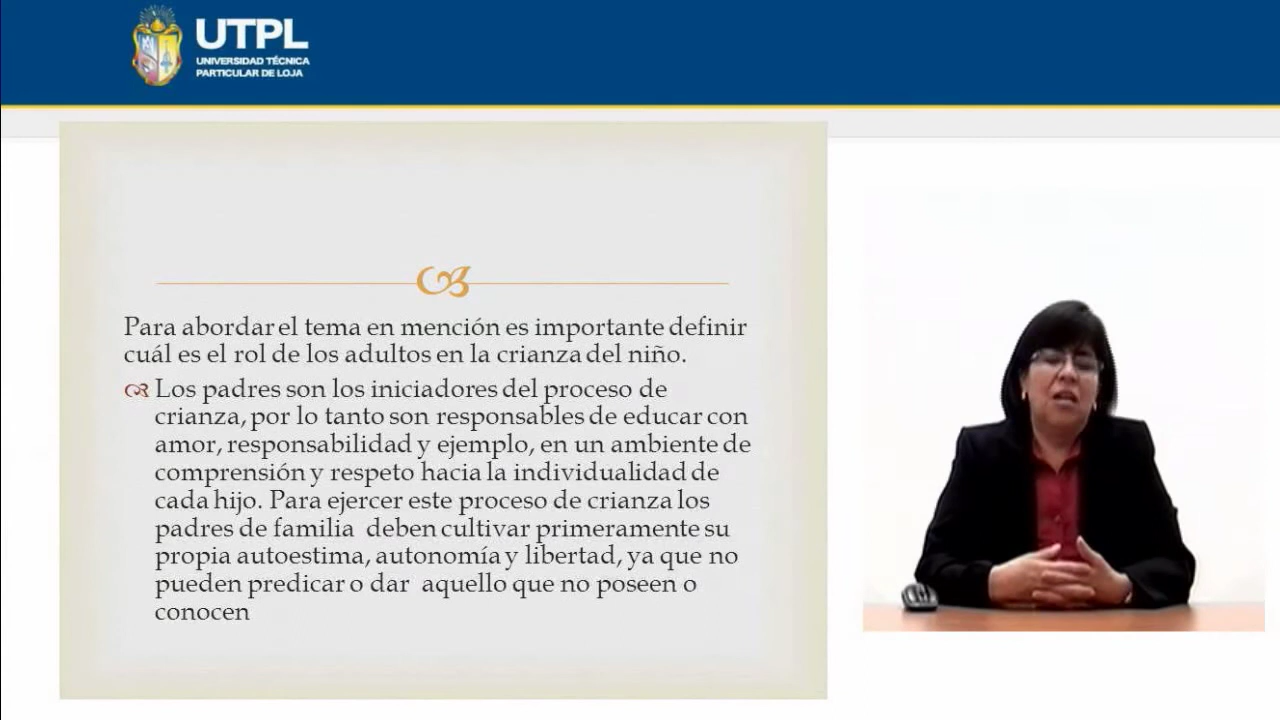 UTPL
UNIVERSIDAD TÉCNICA
PARTICULAR DE LOJA
Para abordar el tema en mención es importante definir
cuál es el rol de los adultos en la crianza del niño.
Los padres son los iniciadores del proceso de
crianza, por lo tanto son responsables de educar con
amor, responsabilidad y ejemplo, en un ambiente de
comprensión y respeto hacia la individualidad de
cada hijo. Para ejercer este proceso de crianza los
padres de familia deben cultivar primeramente su
propia autoestima, autonomía y libertad, ya que no
pueden predicar o dar aquello que no poseen o
conocen